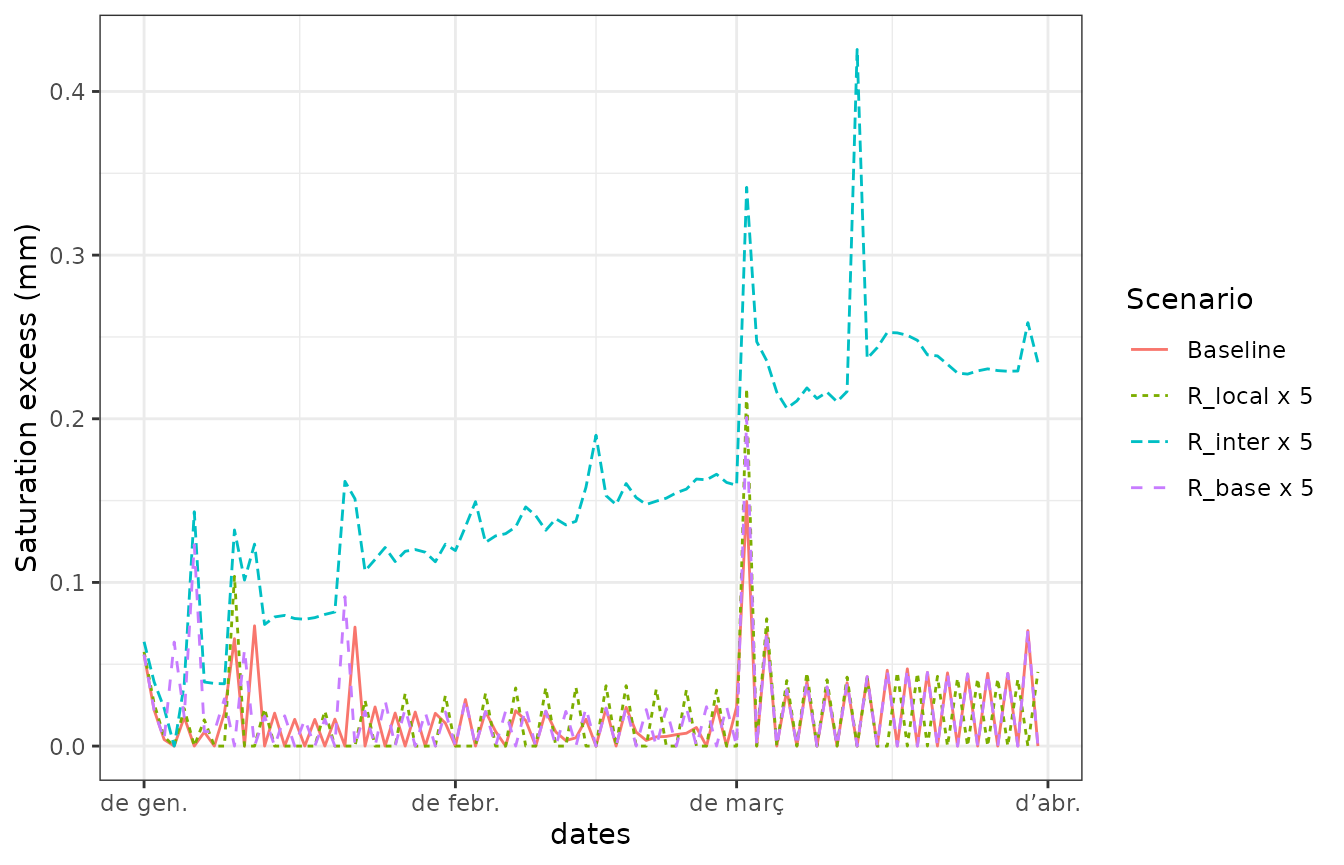 Saturation excess (mm)
0.4
0.3
0.2
0.1
0.0
de gen.
de febr.
de març
d’abr.
dates
Scenario
Baseline
R_local x 5
R_inter x 5
R_base x 5